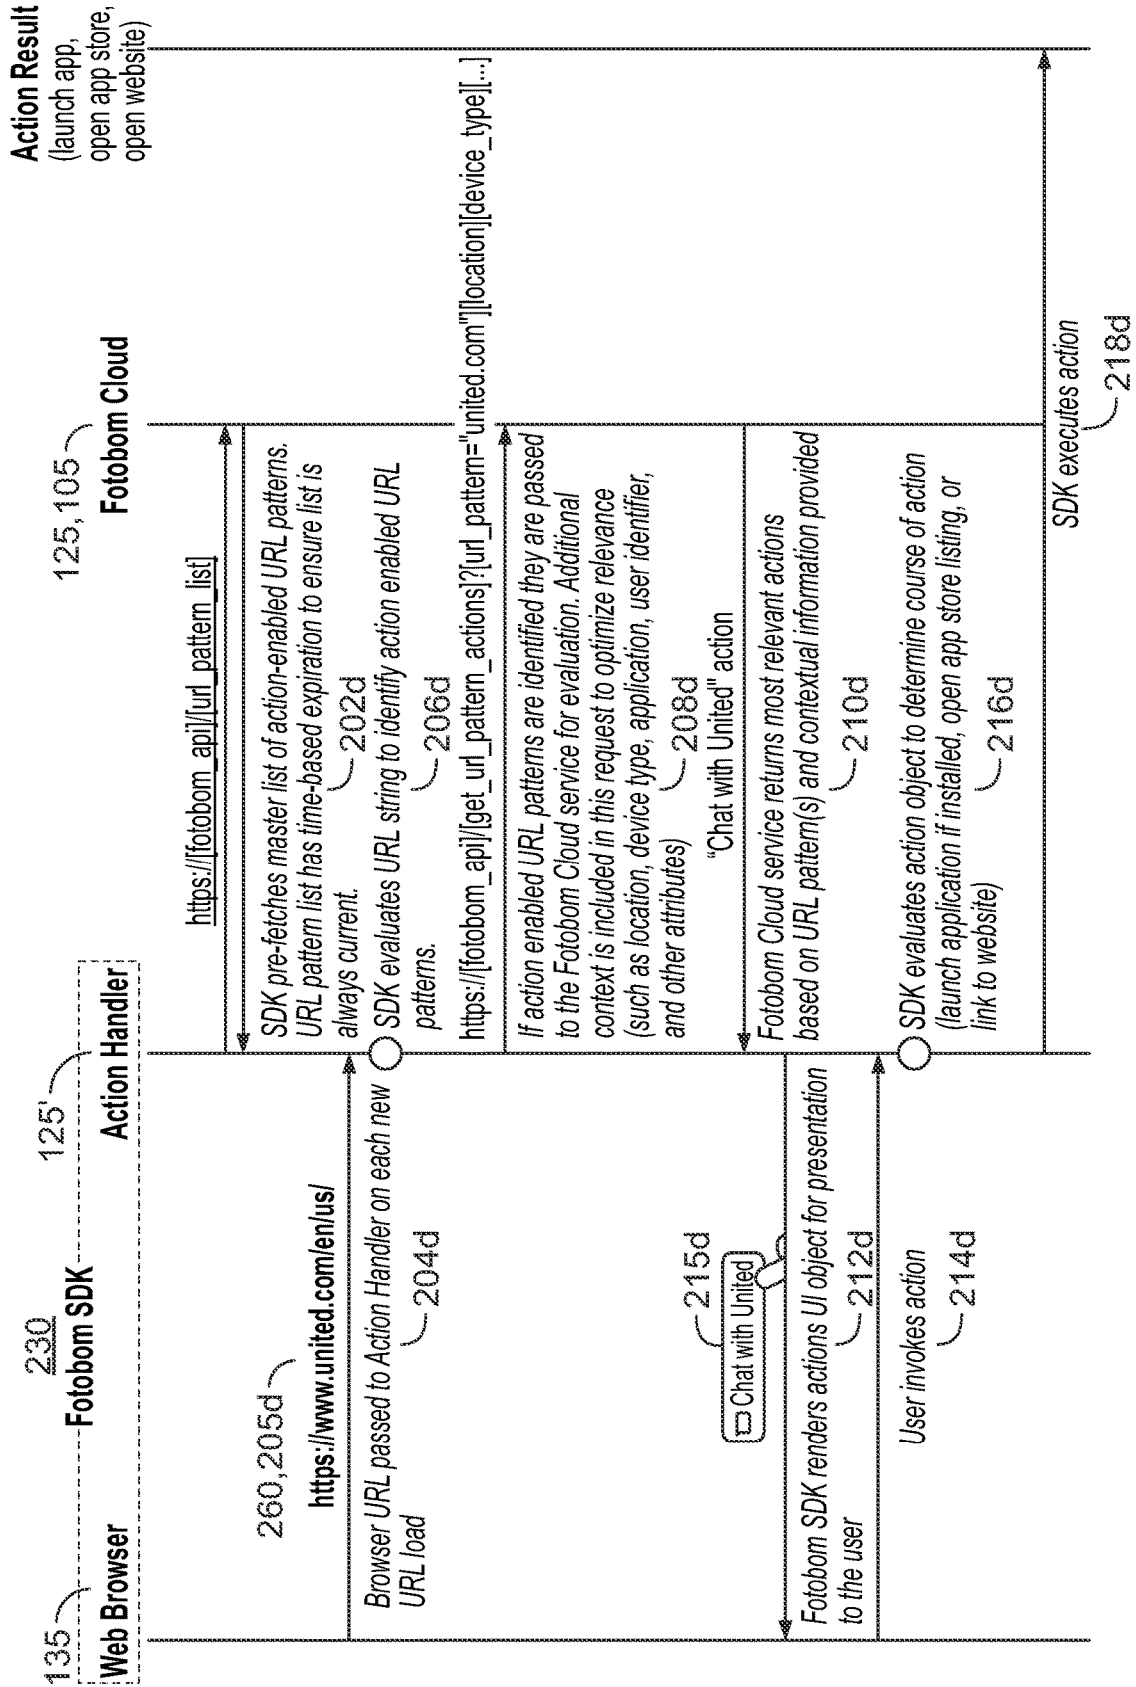 230
Fotobom SDK
135
Web Browser
125'
Action Handler
125,105
Fotobom Cloud
Action Result
(launch app,
open app store,
open website)
https://[fotobom_api]/[url_pattern_list]
SDK pre-fetches master list of action-enabled URL patterns.
URL pattern list has time-based expiration to ensure list is
always current.
202d
260,205d
https://www.united.com/en/us/
Browser URL passed to Action Handler on each new
URL load
204d
SDK evaluates URL string to identify action enabled URL
patterns.
206d
https://[fotobom_api]/[get_url_pattern_actions]?[url_pattern="united.com"][location][device_type][...]
If action enabled URL patterns are identified they are passed
to the Fotobom Cloud service for evaluation. Additional
context is included in this request to optimize relevance
(such as location, device type, application, user identifier,
and other attributes)
208d
"Chat with United" action
Fotobom Cloud service returns most relevant actions
based on URL pattern(s) and contextual information provided
210d
215d
Chat with United
Fotobom SDK renders actions UI object for presentation
to the user
212d
User invokes action
214d
SDK evaluates action object to determine course of action
(launch application if installed, open app store listing, or
link to website)
216d
SDK executes action
218d